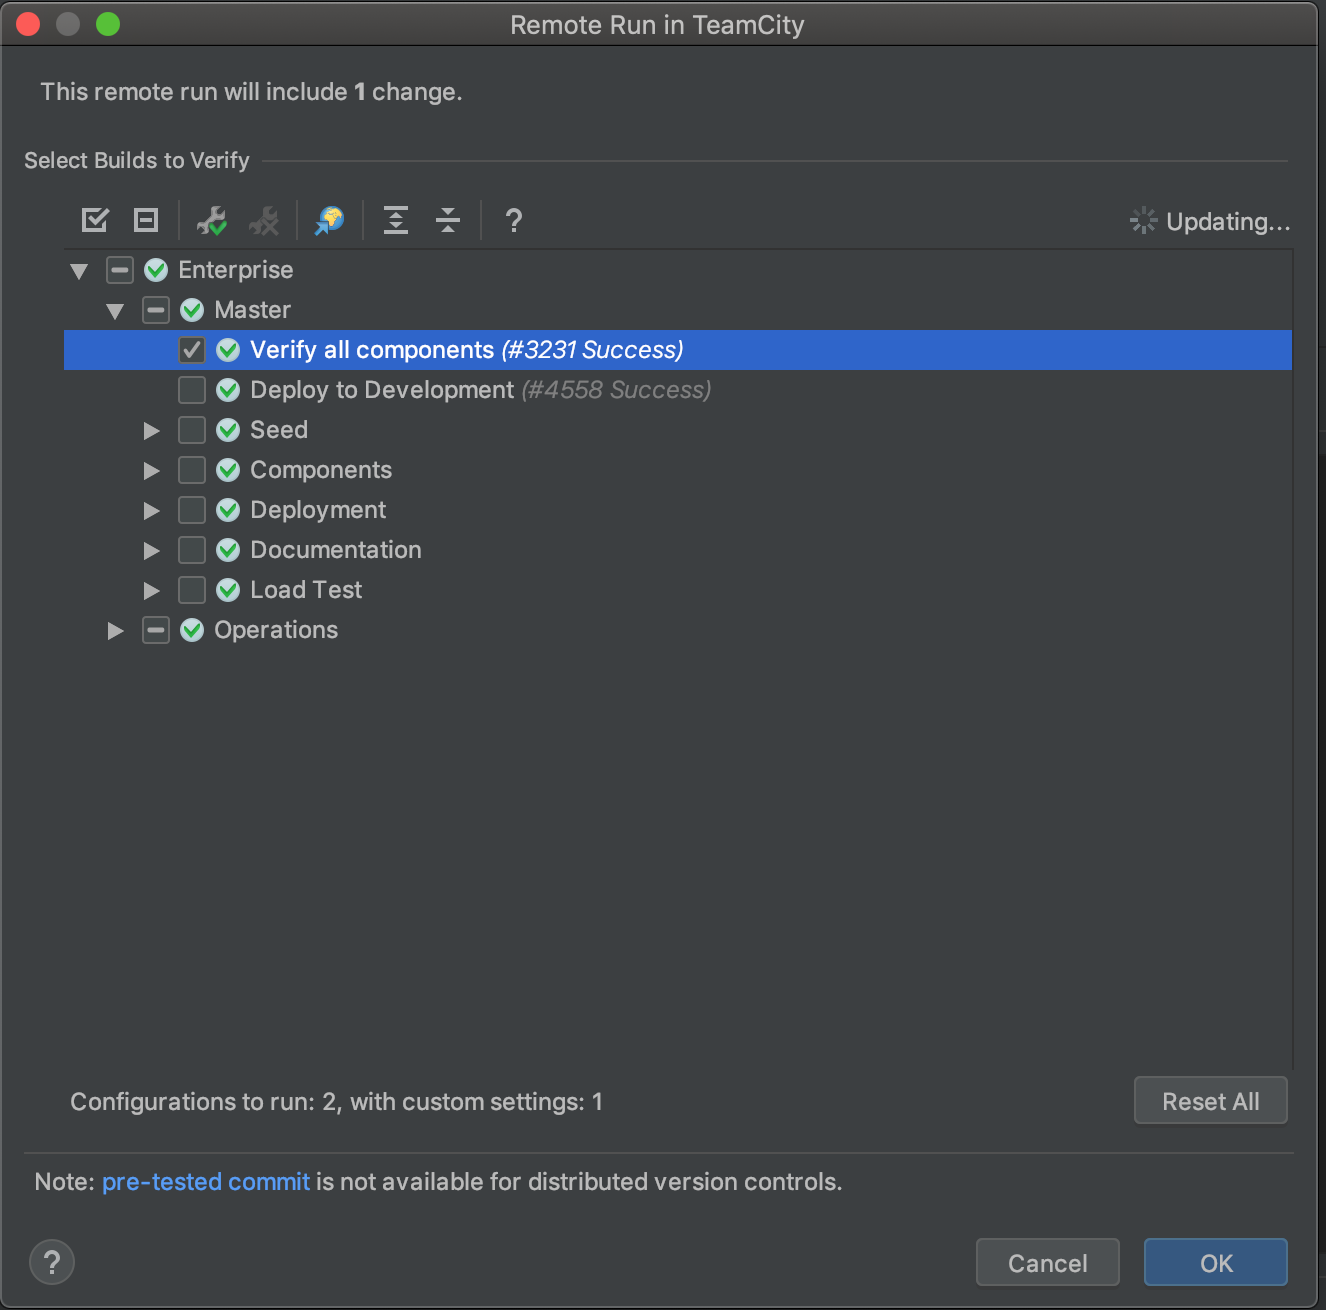 Remote Run in TeamCity
This remote run will include 1 change.
Select Builds to Verify
? Updating...
Enterprise
Master
Verify all components (#3231 Success)
Deploy to Development (#4558 Success)
Seed
Components
Deployment
Documentation
Load Test
Operations
Configurations to run: 2, with custom settings: 1
Reset All
Note: pre-tested commit is not available for distributed version controls.
? Cancel OK